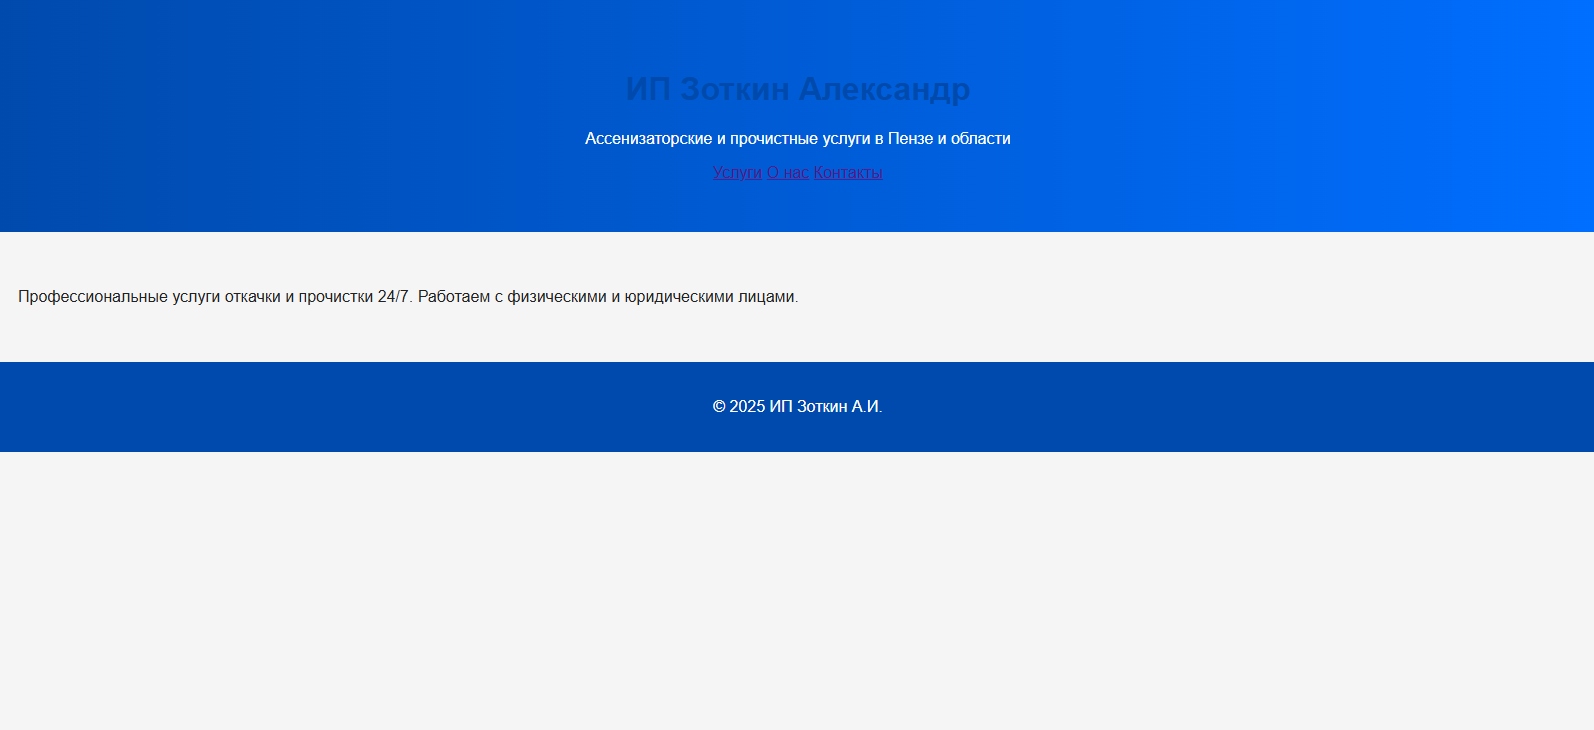 ИП Зоткин Александр
Ассенизаторские и прочистные услуги в Пензе и области
Услуги О нас Контакты
Профессиональные услуги откачки и прочистки 24/7. Работаем с физическими и юридическими лицами.
© 2025 ИП Зоткин А.И.